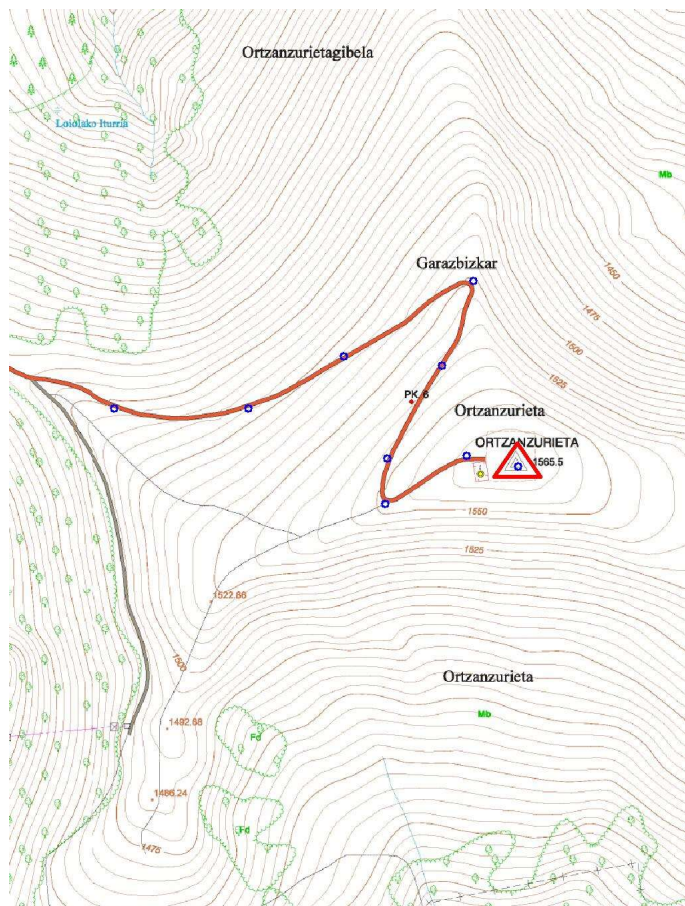 Ortzanzurietagibela
Loiolako Iturria
Mb
Garazbizkar
1450
1475
1500
1525
PK. 6
Ortzanzurieta
ORTZANZURIETA
1565.5
1550
1525
1522.66
1500
Ortzanzurieta
Mb
1492.68
Fd
1486.24
Fd
1475